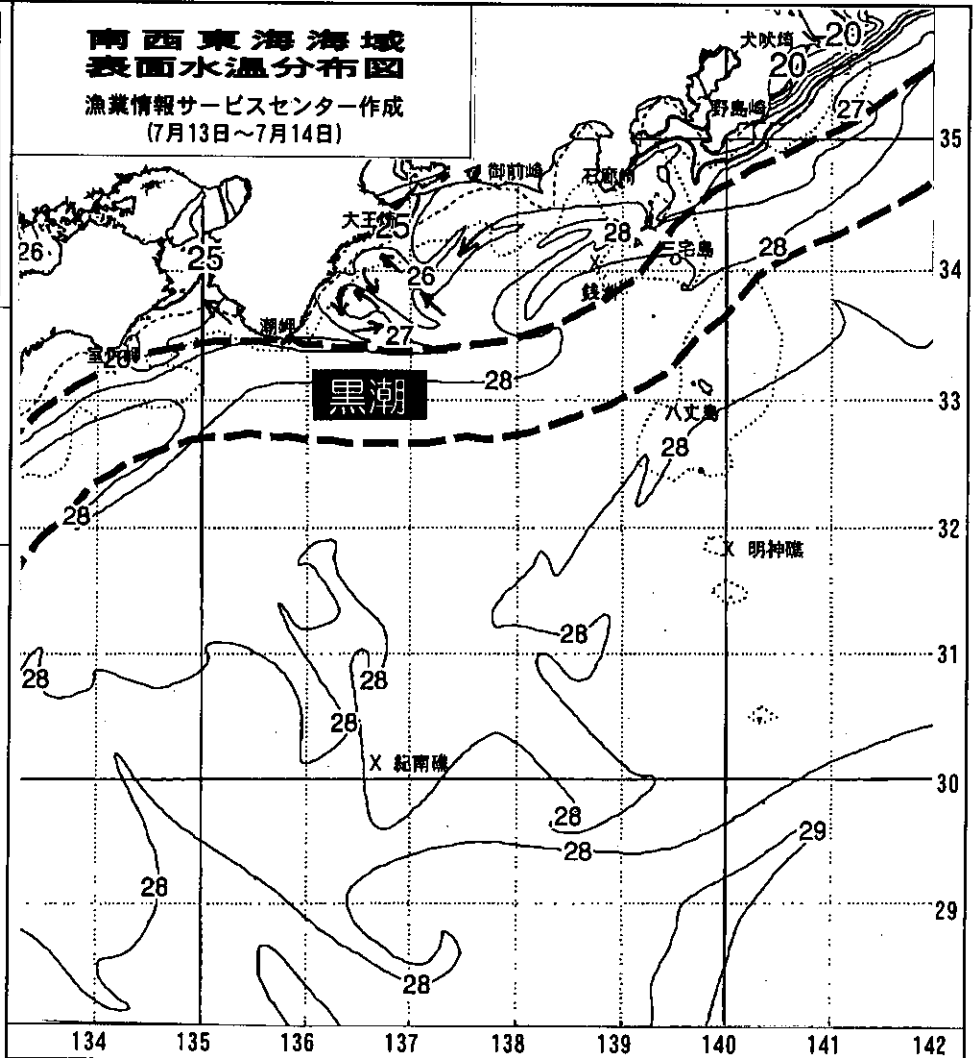 南西東海海域
表面水温分布図
漁業情報サービスセンター作成
(7月13日～7月14日)
犬吠埼
20
20
野島崎
27
35
御前崎
石廊崎
大王崎
25
28
26
25
26
三宅島
28
34
銭洲
潮岬
27
室戸岬
28
黒潮
33
八丈島
28
28
32
明神礁
28
31
28
28
28
紀南礁
30
28
28
29
28
29
28
134 135 136 137 138 139 140 141 142